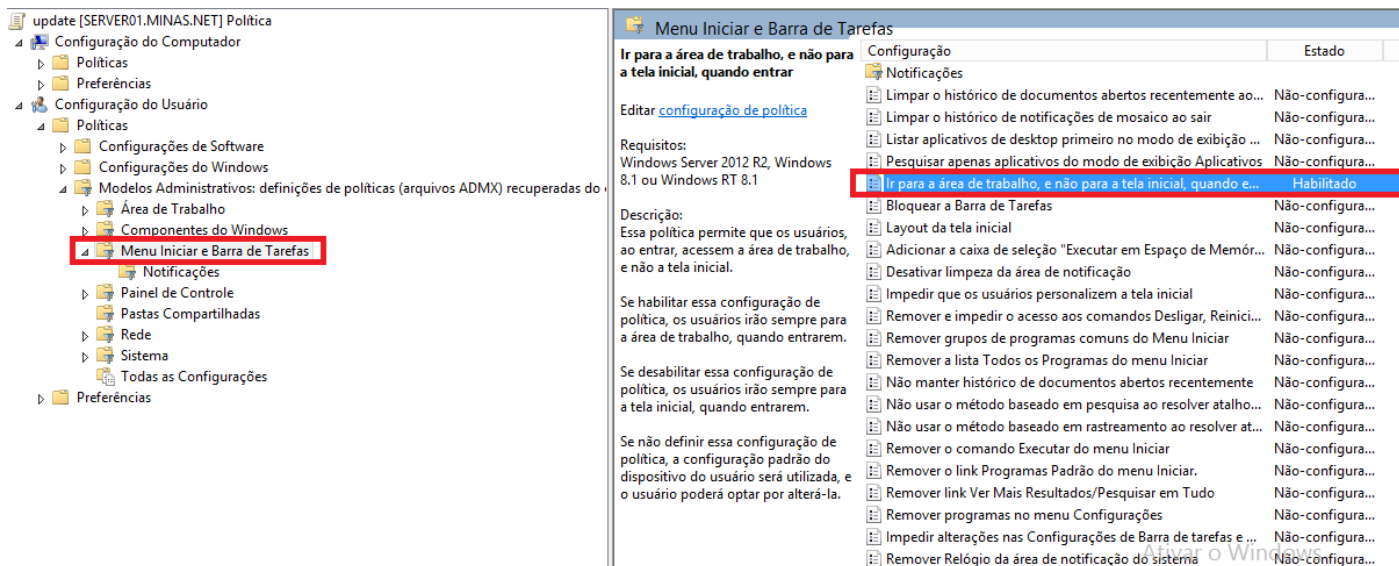 update [SERVER01.MINAS.NET] Política
Configuração do Computador
Políticas
Preferências
Configuração do Usuário
Políticas
Configurações de Software
Configurações do Windows
Modelos Administrativos: definições de políticas (arquivos ADMX) recuperadas do
Área de Trabalho
Componentes do Windows
Menu Iniciar e Barra de Tarefas
Notificações
Painel de Controle
Pastas Compartilhadas
Rede
Sistema
Todas as Configurações
Preferências
Menu Iniciar e Barra de Tarefas
Ir para a área de trabalho, e não para
a tela inicial, quando entrar
Editar configuração de política
Requisitos:
Windows Server 2012 R2, Windows
8.1 ou Windows RT 8.1
Descrição:
Essa política permite que os usuários,
ao entrar, acessem a área de trabalho,
e não a tela inicial.
Se habilitar essa configuração de
política, os usuários irão sempre para
a área de trabalho, quando entrarem.
Se desabilitar essa configuração de
política, os usuários irão sempre para
a tela inicial, quando entrarem.
Se não definir essa configuração de
política, a configuração padrão do
dispositivo do usuário será utilizada, e
o usuário poderá optar por alterá-la.
Configuração Estado
Notificações
Limpar o histórico de documentos abertos recentemente ao... Não-configura...
Limpar o histórico de notificações de mosaico ao sair Não-configura...
Listar aplicativos de desktop primeiro no modo de exibição ... Não-configura...
Pesquisar apenas aplicativos do modo de exibição Aplicativos Não-configura...
Ir para a área de trabalho, e não para a tela inicial, quando e... Habilitado
Bloquear a Barra de Tarefas Não-configura...
Layout da tela inicial Não-configura...
Adicionar a caixa de seleção "Executar em Espaço de Memór... Não-configura...
Desativar limpeza da área de notificação Não-configura...
Impedir que os usuários personalizem a tela inicial Não-configura...
Remover e impedir o acesso aos comandos Desligar, Reinici... Não-configura...
Remover grupos de programas comuns do Menu Iniciar Não-configura...
Remover a lista Todos os Programas do menu Iniciar Não-configura...
Não manter histórico de documentos abertos recentemente Não-configura...
Não usar o método baseado em pesquisa ao resolver atalho... Não-configura...
Não usar o método baseado em rastreamento ao resolver at... Não-configura...
Remover o comando Executar do menu Iniciar Não-configura...
Remover o link Programas Padrão do menu Iniciar. Não-configura...
Remover link Ver Mais Resultados/Pesquisar em Tudo Não-configura...
Remover programas no menu Configurações Não-configura...
Impedir alterações nas Configurações de Barra de tarefas e ... Não-configura...
Ativar o Windows
Remover Relógio da área de notificação do sistema Não-configura...